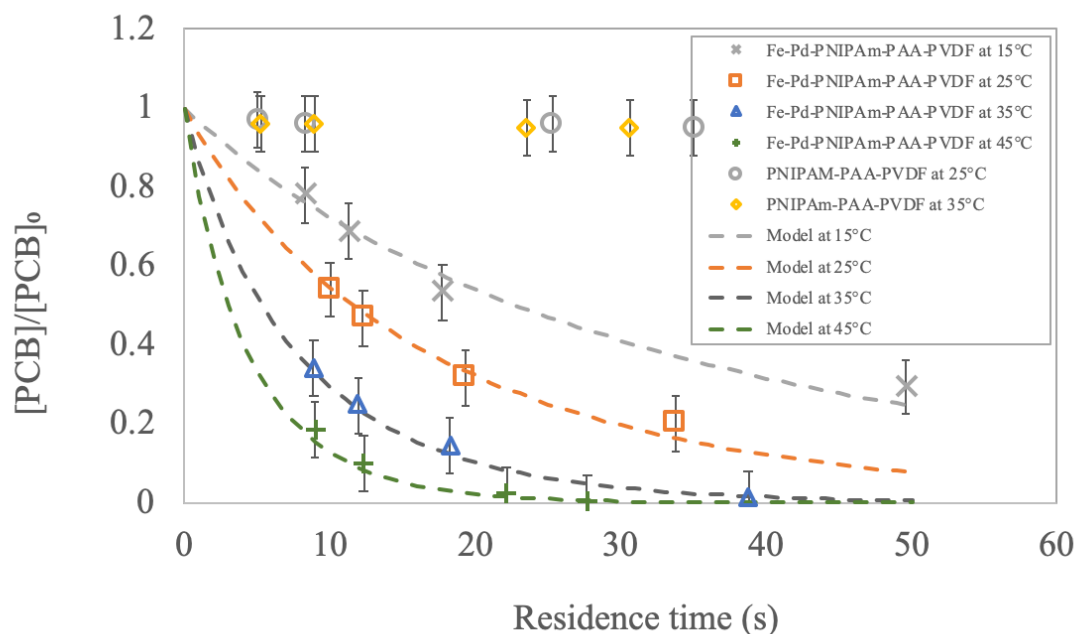 1.2
1
0.8
0.6
0.4
0.2
0
[PCB]/[PCB]₀
0 10 20 30 40 50 60
Residence time (s)
Fe-Pd-PNIPAm-PAA-PVDF at 15°C
Fe-Pd-PNIPAm-PAA-PVDF at 25°C
Fe-Pd-PNIPAm-PAA-PVDF at 35°C
Fe-Pd-PNIPAm-PAA-PVDF at 45°C
PNIPAM-PAA-PVDF at 25°C
PNIPAm-PAA-PVDF at 35°C
Model at 15°C
Model at 25°C
Model at 35°C
Model at 45°C